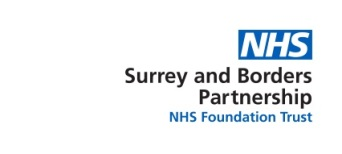 NHS
Surrey and Borders
Partnership
NHS Foundation Trust